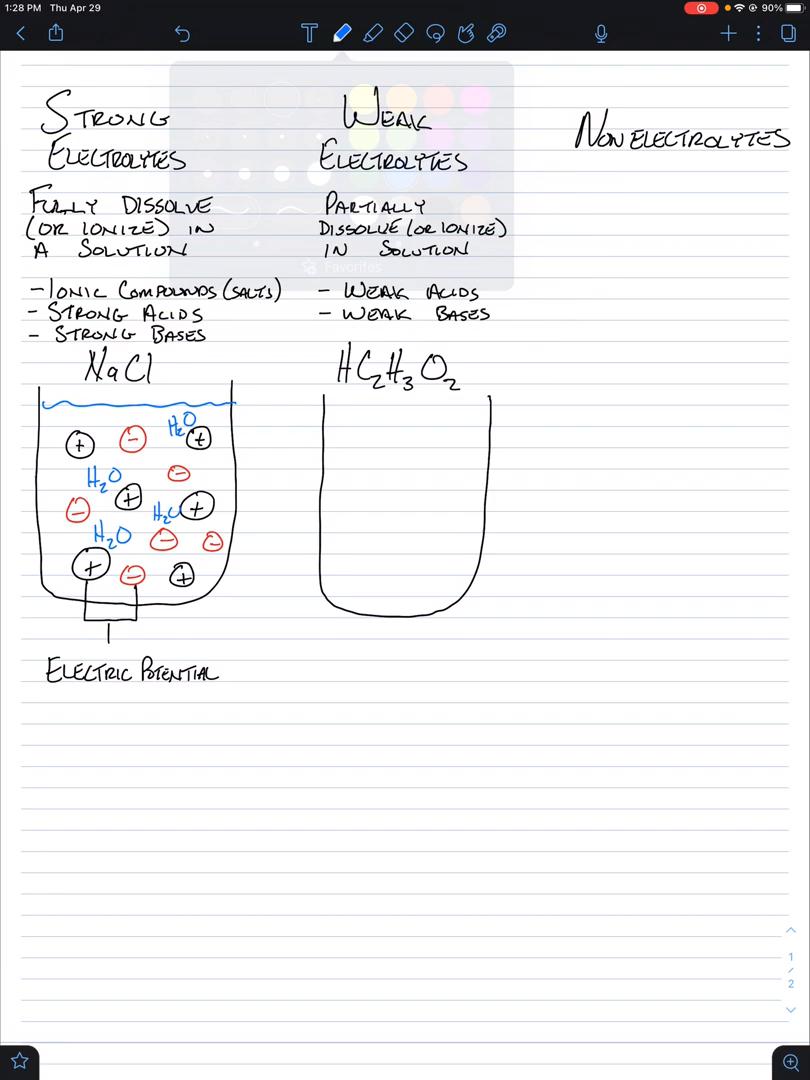 1:28 PM Thu Apr 29
90%
T
STRONG
ELECTROLYTES
FULLY DISSOLVE
(OR IONIZE) IN
A SOLUTION
- IONIC COMPOUNDS (SALTS)
- STRONG ACIDS
- STRONG BASES
NaCl
+ - H₂O +
H₂O -
- + H₂O +
H₂O - -
+ - +
ELECTRIC POTENTIAL
WEAK
ELECTROLYTES
PARTIALLY
DISSOLVE (OR IONIZE)
IN SOLUTION
Favorites
- WEAK ACIDS
- WEAK BASES
HC₂H₃O₂
NONELECTROLYTES
1
/
2